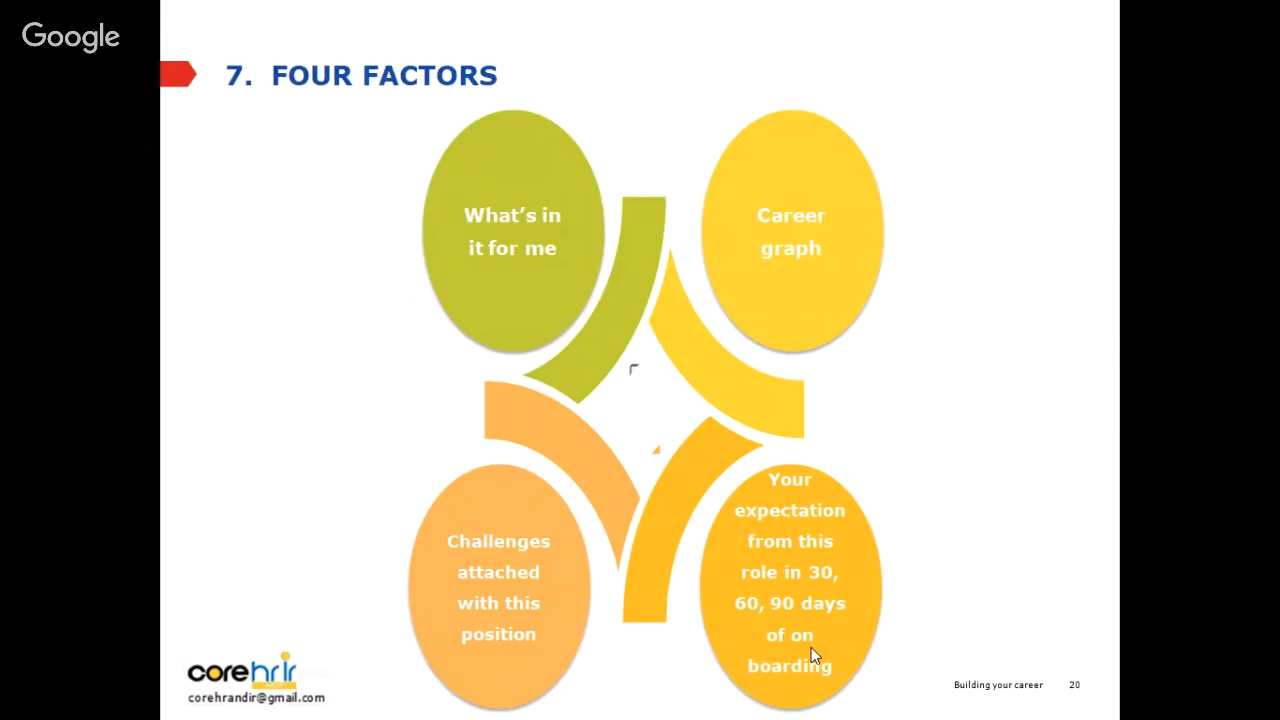 Google
7. FOUR FACTORS
What's in
it for me
Career
graph
Challenges
attached
with this
position
Your
expectation
from this
role in 30,
60, 90 days
of on
boarding
corehrir
corehrandir@gmail.com
Building your career 20